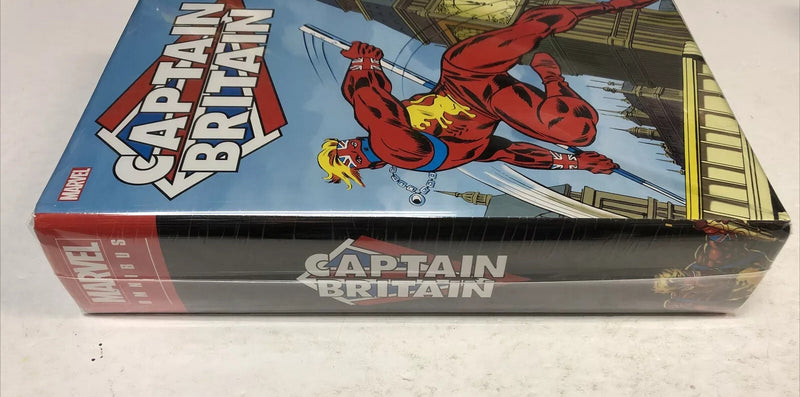 CAPTAIN
BRITAIN
MARVEL
MARVEL
OMNIBUS
CAPTAIN
BRITAIN